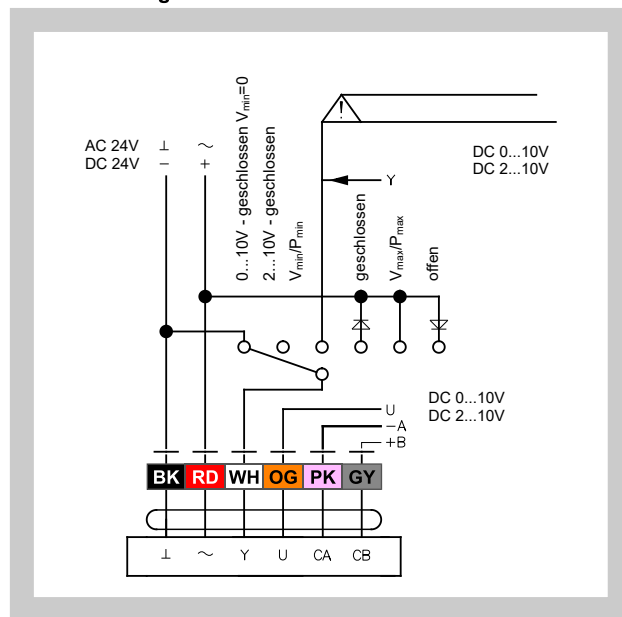 AC 24V ⊥ ~
DC 24V − +
0...10V - geschlossen Vmin=0
2...10V - geschlossen
Vmin/Pmin
!
DC 0...10V
DC 2...10V
Y
geschlossen
Vmax/Pmax
offen
DC 0...10V
DC 2...10V
U
−A
+B
BK RD WH OG PK GY
⊥ ~ Y U CA CB